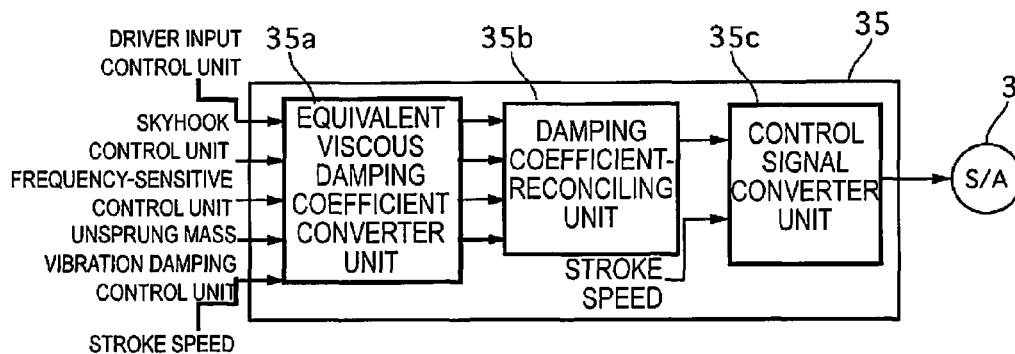 DRIVER INPUT
CONTROL UNIT
SKYHOOK
CONTROL UNIT
FREQUENCY-SENSITIVE
CONTROL UNIT
UNSPRUNG MASS
VIBRATION DAMPING
CONTROL UNIT
STROKE SPEED
35a
EQUIVALENT
VISCOUS
DAMPING
COEFFICIENT
CONVERTER
UNIT
35b
DAMPING
COEFFICIENT-
RECONCILING
UNIT
STROKE
SPEED
35c
CONTROL
SIGNAL
CONVERTER
UNIT
35
3
S/A